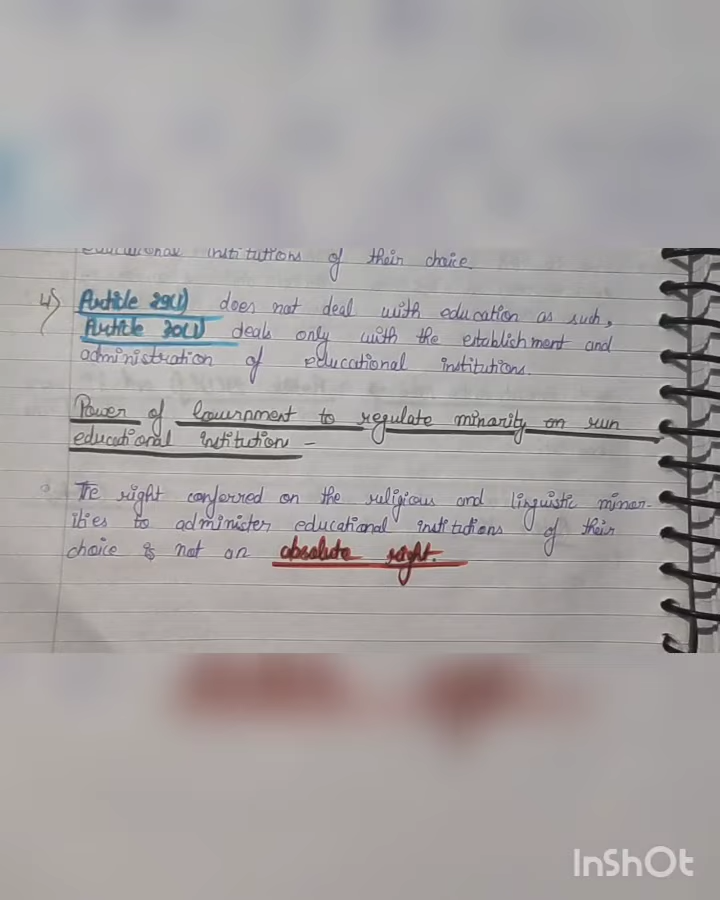 educational institutions of their choice.
4) Article 29(1) does not deal with education as such,
Article 30(1) deals only with the establishment and
administration of educational institutions.
Power of Government to regulate minority on run
educational institution -
The right conferred on the religious and linguistic minor-
ities to administer educational institutions of their
choice is not an absolute right.
InShOt